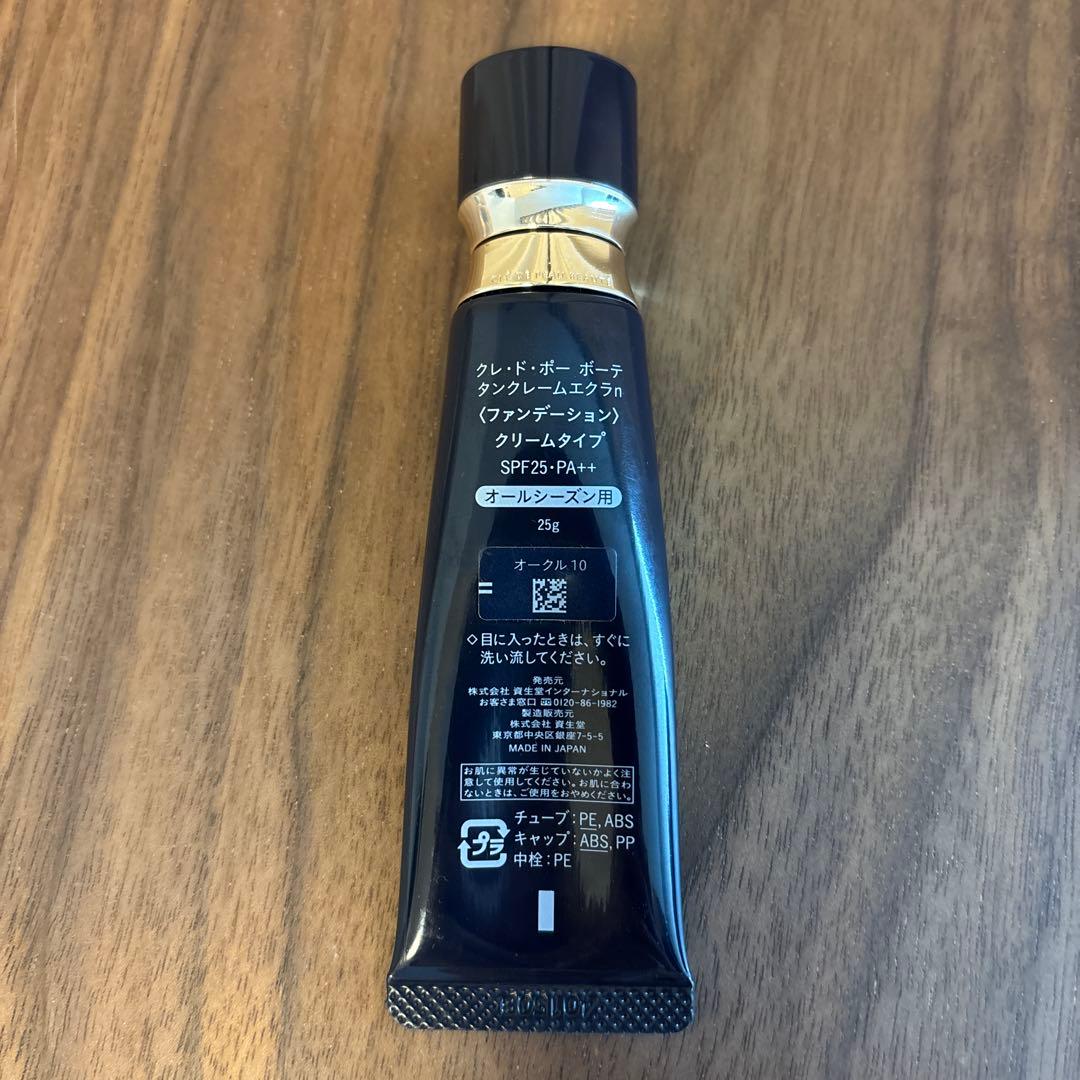 CLÉ DE PEAU BEAUTÉ
クレ・ド・ポー ボーテ
タンクレームエクラn
〈ファンデーション〉
クリームタイプ
SPF25・PA++
オールシーズン用
25g
オークル10
◇目に入ったときは、すぐに
洗い流してください。
発売元
株式会社 資生堂インターナショナル
お客さま窓口 0120-86-1982
製造販売元
株式会社 資生堂
東京都中央区銀座7-5-5
MADE IN JAPAN
お肌に異常が生じていないかよく注
意して使用してください。お肌に合わ
ないときは、ご使用をおやめください。
チューブ:PE, ABS
プラ キャップ:ABS, PP
中栓:PE